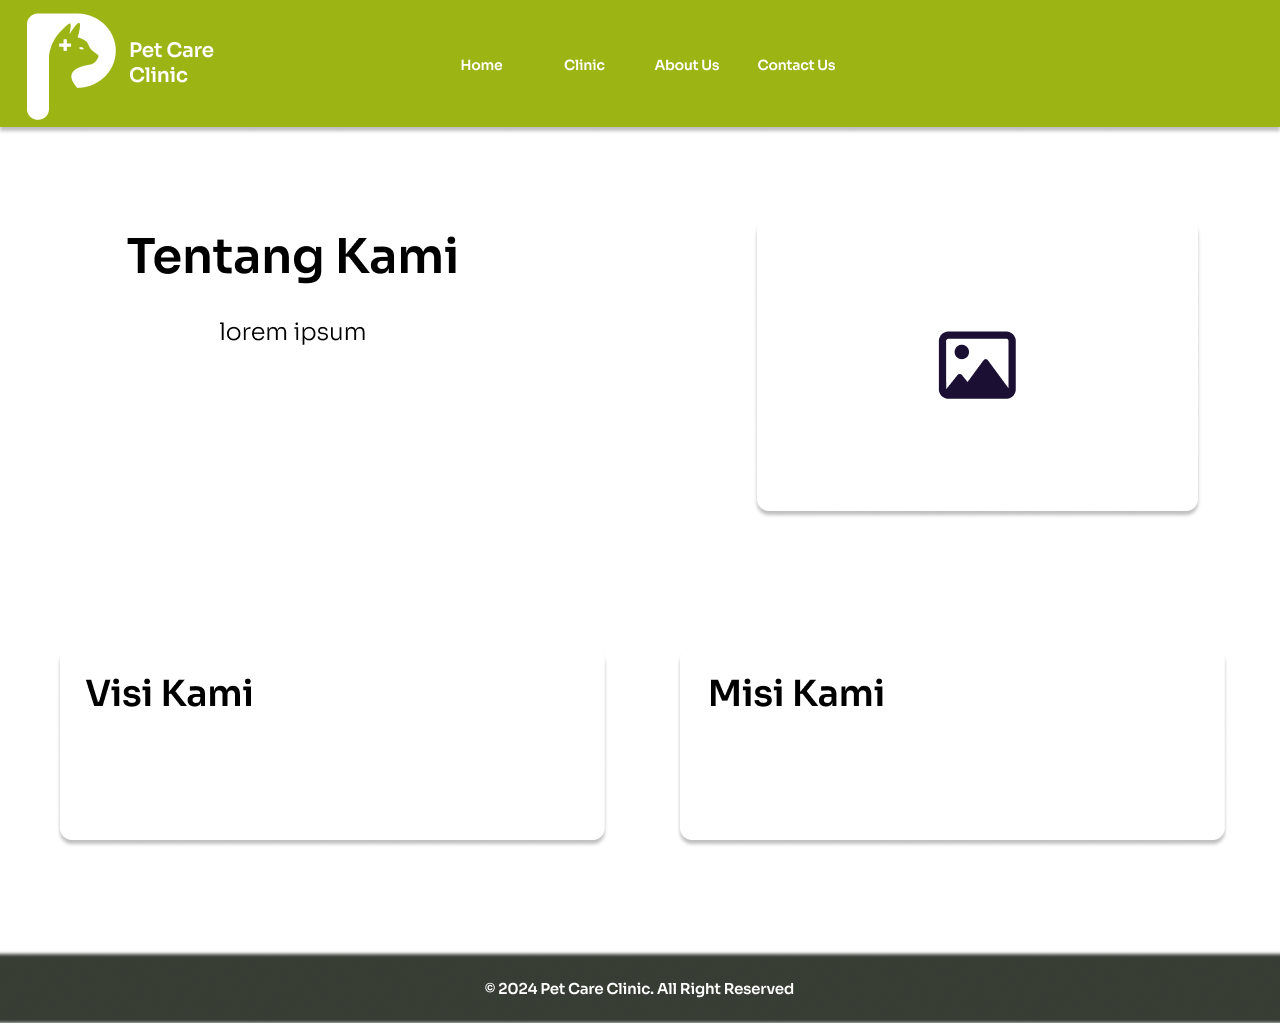 Pet Care
Clinic
Home Clinic About Us Contact Us
Tentang Kami
lorem ipsum
Visi Kami
Misi Kami
© 2024 Pet Care Clinic. All Right Reserved